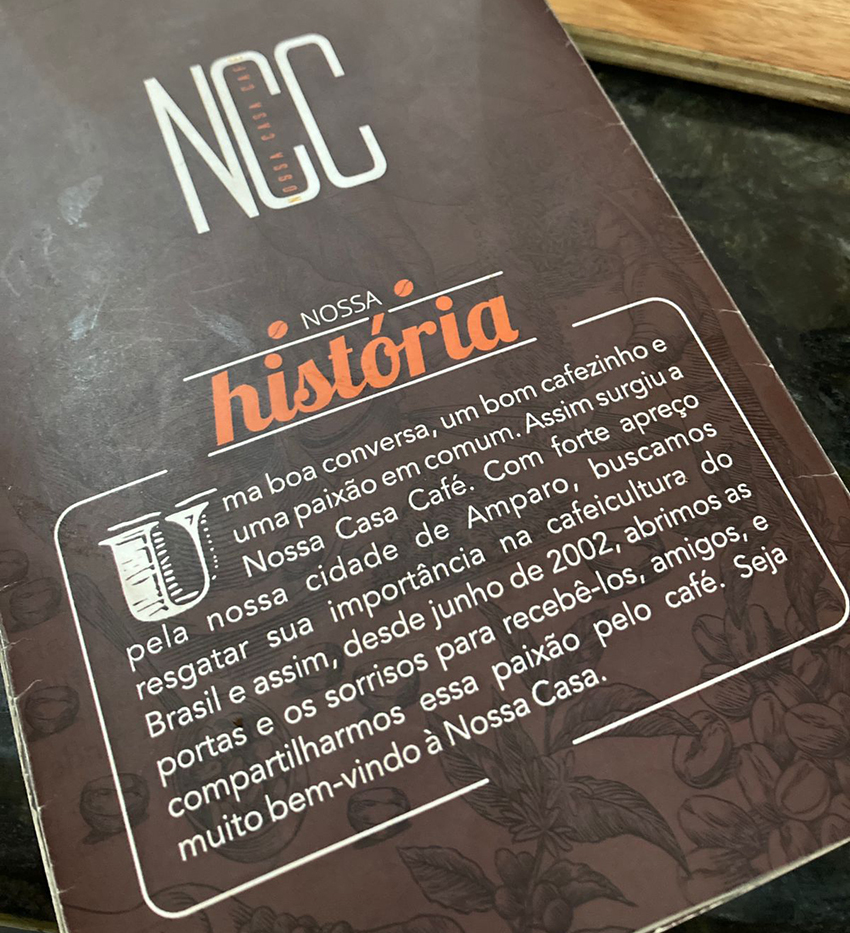 NCC
NOSSA CASA CAFÉ
NOSSA
história
Uma boa conversa, um bom cafezinho e
uma paixão em comum. Assim surgiu a
Nossa Casa Café. Com forte apreço
pela nossa cidade de Amparo, buscamos
resgatar sua importância na cafeicultura do
Brasil e assim, desde junho de 2002, abrimos as
portas e os sorrisos para recebê-los, amigos, e
compartilharmos essa paixão pelo café. Seja
muito bem-vindo à Nossa Casa.